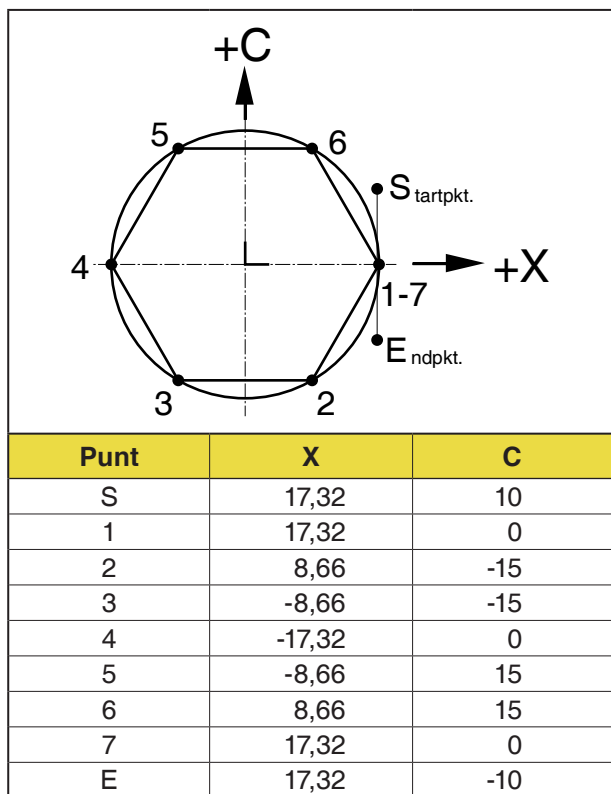 +C
5
6
S tartpkt.
4
+X
1-7
E ndpkt.
3
2
Punt X C
S 17,32 10
1 17,32 0
2 8,66 -15
3 -8,66 -15
4 -17,32 0
5 -8,66 15
6 8,66 15
7 17,32 0
E 17,32 -10